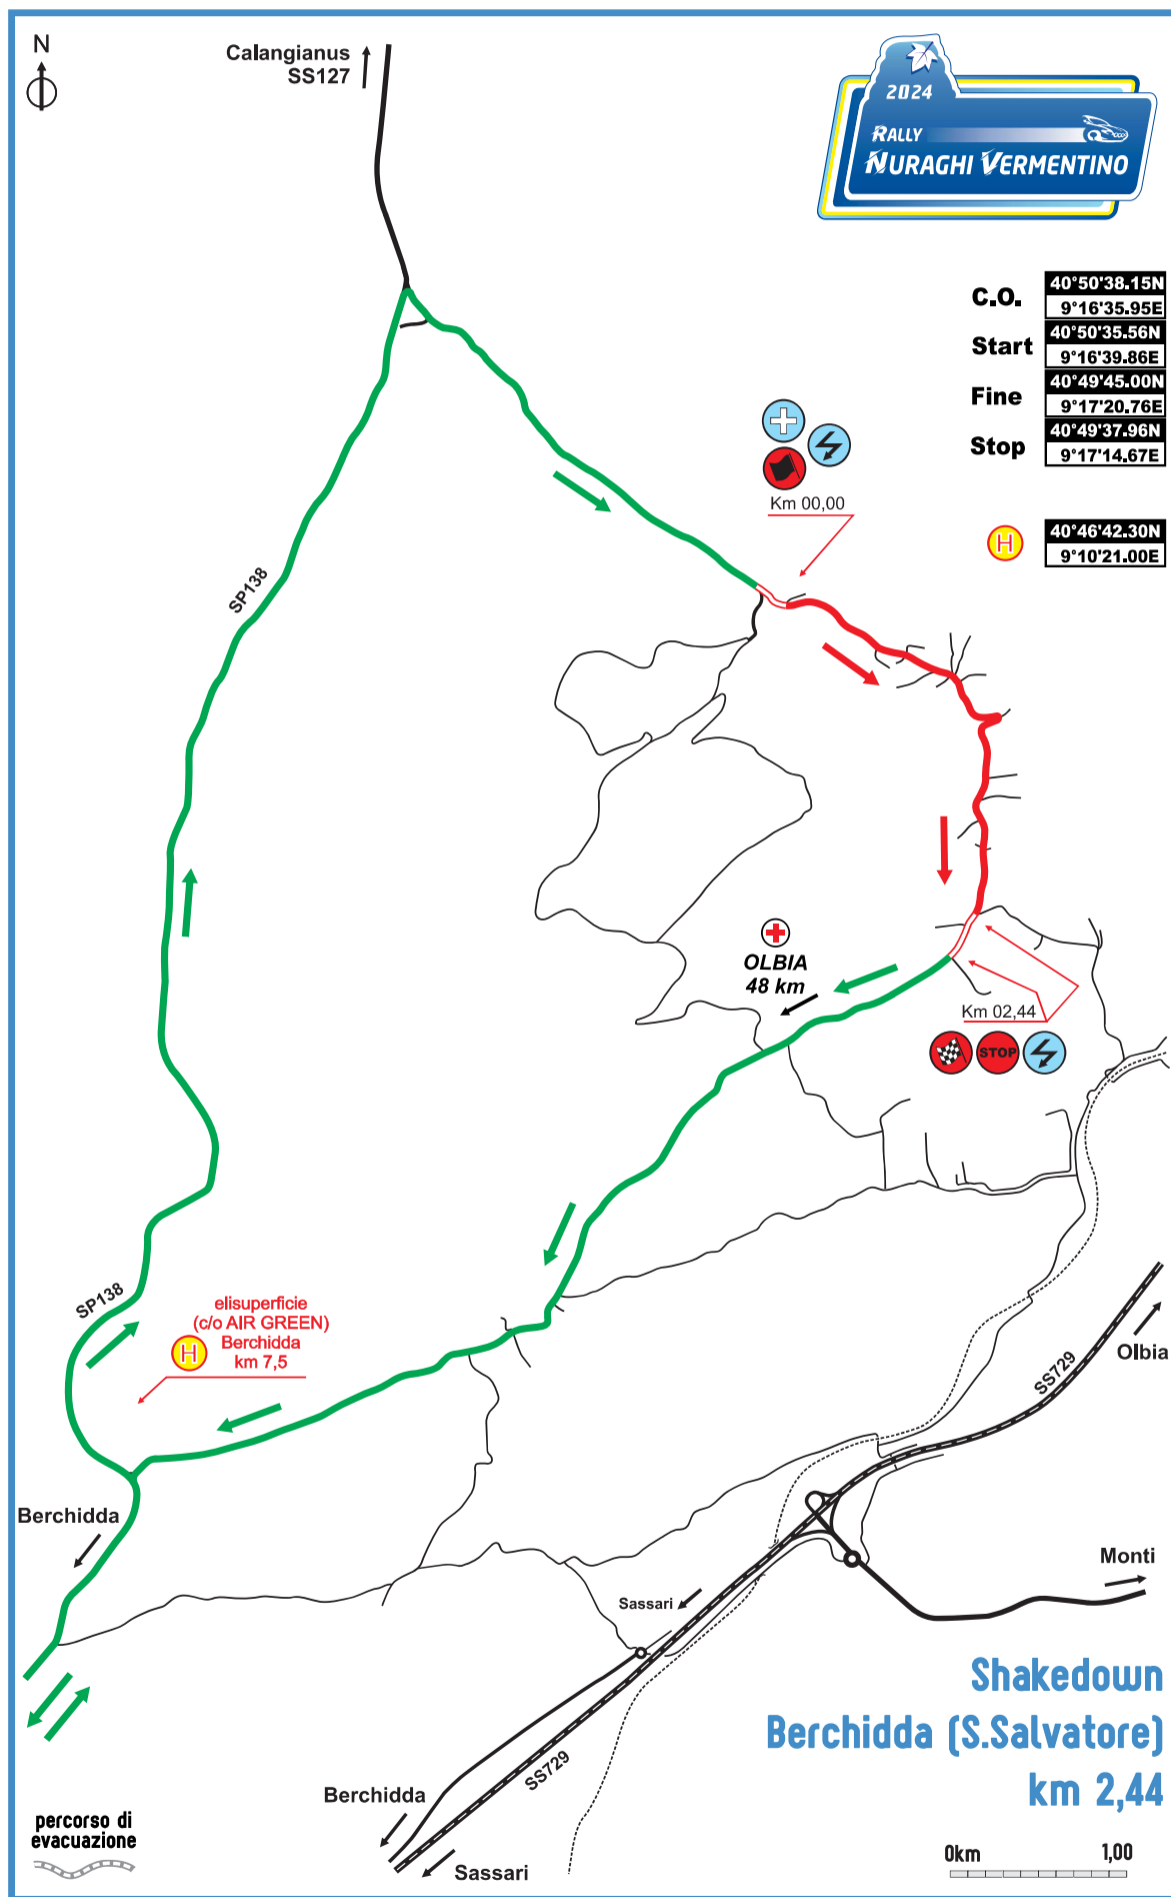 N
Calangianus
SS127
2024
RALLY
NURAGHI VERMENTINO
C.O.
40°50'38.15N
9°16'35.95E
Start
40°50'35.56N
9°16'39.86E
Fine
40°49'45.00N
9°17'20.76E
Stop
40°49'37.96N
9°17'14.67E
H
40°46'42.30N
9°10'21.00E
Km 00,00
SP138
OLBIA
48 km
Km 02,44
STOP
SP138
elisuperficie
(c/o AIR GREEN)
Berchidda
km 7,5
H
Olbia
SS729
Berchidda
Monti
Sassari
Shakedown
Berchidda (S.Salvatore)
km 2,44
SS729
Berchidda
Sassari
percorso di
evacuazione
0km 1,00